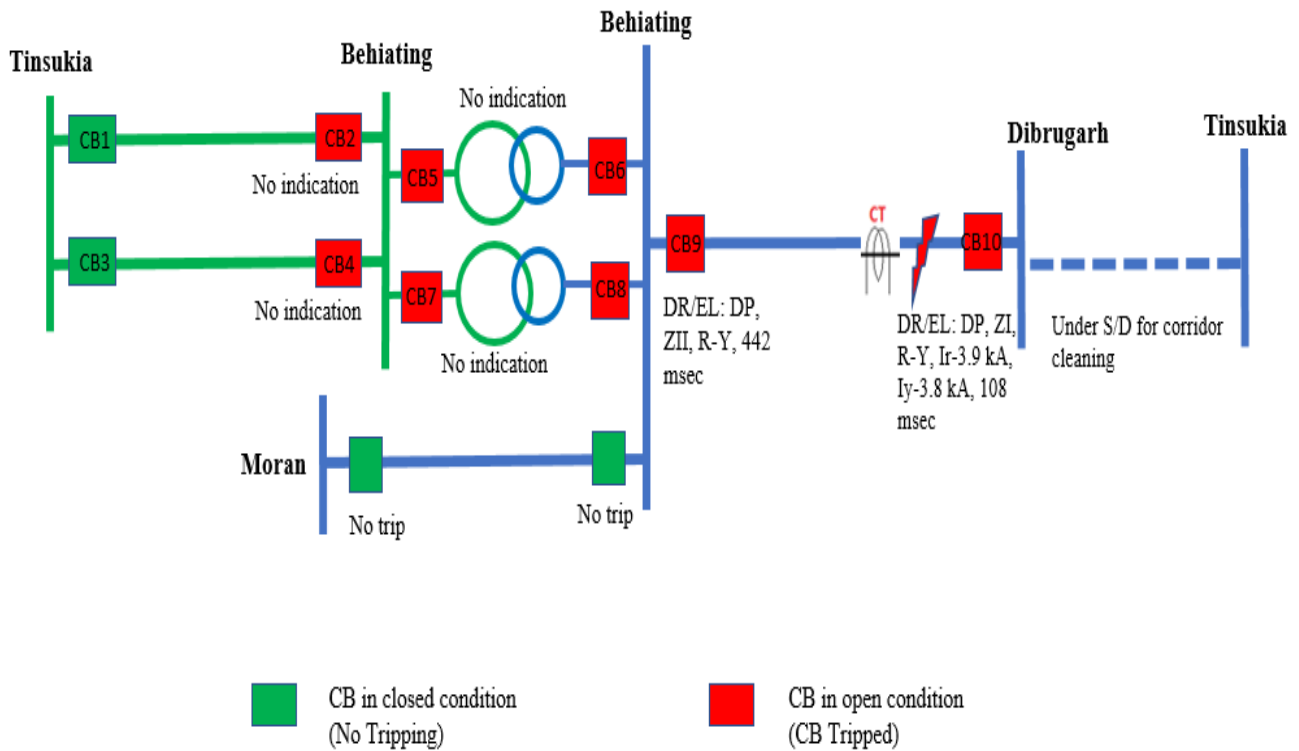 Behiating
Tinsukia
Behiating
No indication
Dibrugarh
Tinsukia
CB1
CB2
No indication
CB5
CB6
CT
CB9
CB10
CB3
CB4
No indication
CB7
CB8
No indication
DR/EL: DP,
ZII, R-Y, 442
msec
DR/EL: DP, ZI,
R-Y, Ir-3.9 kA,
Iy-3.8 kA, 108
msec
Under S/D for corridor
cleaning
Moran
No trip
No trip
CB in closed condition
(No Tripping)
CB in open condition
(CB Tripped)